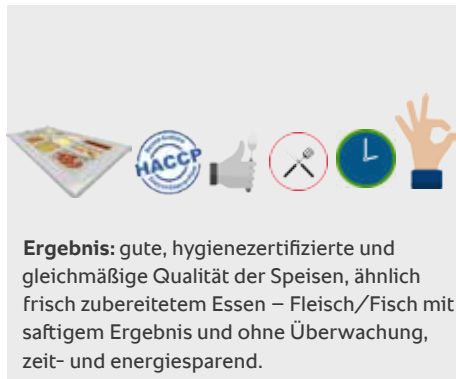 HACCP
Ergebnis: gute, hygienezertifizierte und
gleichmäßige Qualität der Speisen, ähnlich
frisch zubereitetem Essen – Fleisch/Fisch mit
saftigem Ergebnis und ohne Überwachung,
zeit- und energiesparend.